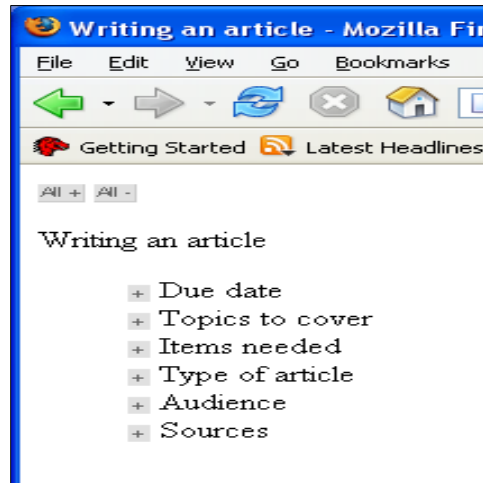 Writing an article - Mozilla Fi
File Edit View Go Bookmarks
Getting Started Latest Headlines
All + All -
Writing an article
+ Due date
+ Topics to cover
+ Items needed
+ Type of article
+ Audience
+ Sources